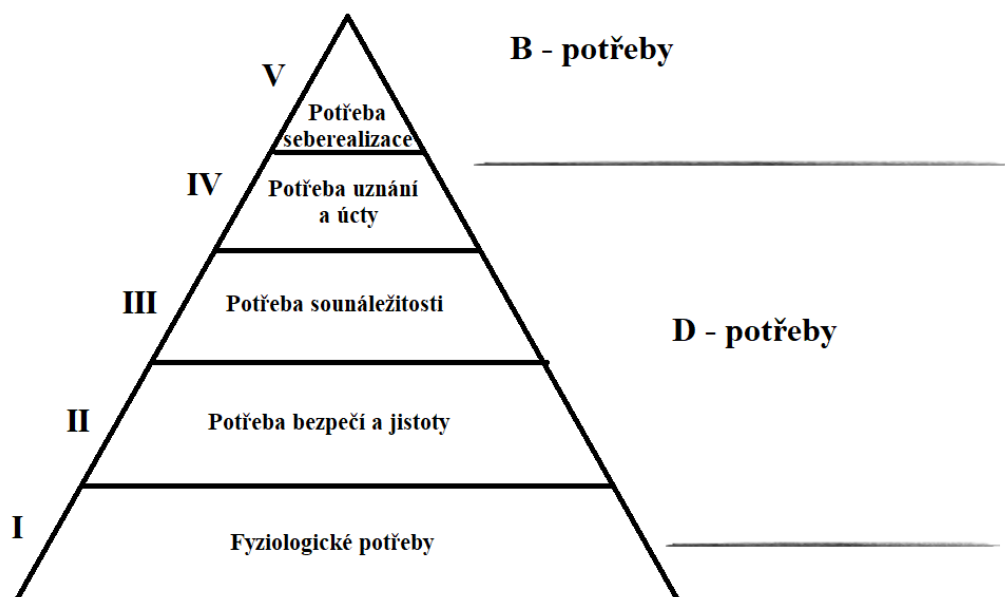 B - potřeby
V
Potřeba
seberealizace
IV
Potřeba uznání
a úcty
III
Potřeba sounáležitosti
D - potřeby
II
Potřeba bezpečí a jistoty
I
Fyziologické potřeby